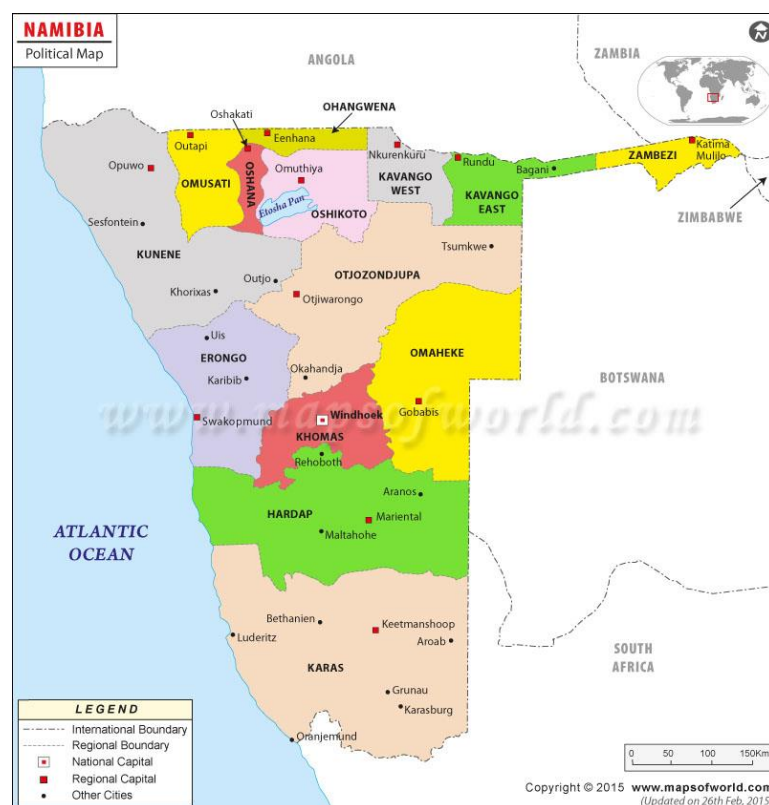 NAMIBIA
Political Map
ANGOLA
ZAMBIA
OHANGWENA
Oshakati
Outapi
Eenhana
Nkurenkuru
Rundu
Katima
Mulilo
ZAMBEZI
Bagani
Opuwo
OMUSATI
OSHANA
Omuthiya
Etosha Pan
OSHIKOTO
KAVANGO
WEST
KAVANGO
EAST
ZIMBABWE
Sesfontein
KUNENE
Tsumkwe
OTJOZONDJUPA
Outjo
Khorixas
Otjiwarongo
Uis
ERONGO
Karibib
Okahandja
OMAHEKE
BOTSWANA
www.mapsofworld.com
Swakopmund
Windhoek
KHOMAS
Gobabis
Rehoboth
Aranos
HARDAP
Mariental
Maltahohe
ATLANTIC
OCEAN
Bethanien
Keetmanshoop
Luderitz
Aroab
SOUTH
AFRICA
KARAS
Grunau
Karasburg
Oranjemund
LEGEND
International Boundary
Regional Boundary
National Capital
Regional Capital
Other Cities
0 50 100 150Km
Copyright © 2015 www.mapsofworld.com
(Updated on 26th Feb, 2015)